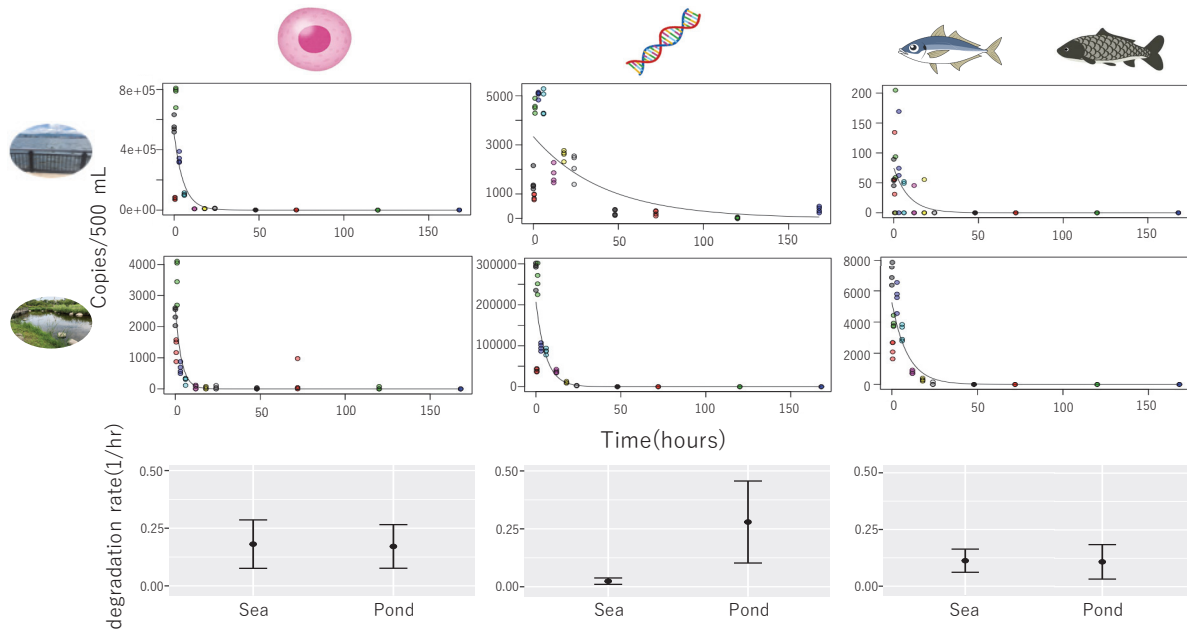 8e+05
4e+05
0e+00
0 50 100 150
5000
3000
1000
0
0 50 100 150
200
150
100
50
0
0 50 100 150
Copies/500 mL
4000
3000
2000
1000
0
0 50 100 150
300000
200000
100000
0
0 50 100 150
8000
6000
4000
2000
0
0 50 100 150
Time(hours)
degradation rate(1/hr)
0.50
0.25
0.00
Sea Pond
0.50
0.25
0.00
Sea Pond
0.50
0.25
0.00
Sea Pond